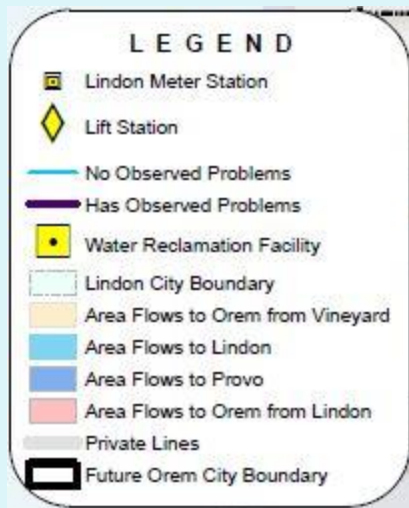 LEGEND
Lindon Meter Station
Lift Station
No Observed Problems
Has Observed Problems
Water Reclamation Facility
Lindon City Boundary
Area Flows to Orem from Vineyard
Area Flows to Lindon
Area Flows to Provo
Area Flows to Orem from Lindon
Private Lines
Future Orem City Boundary